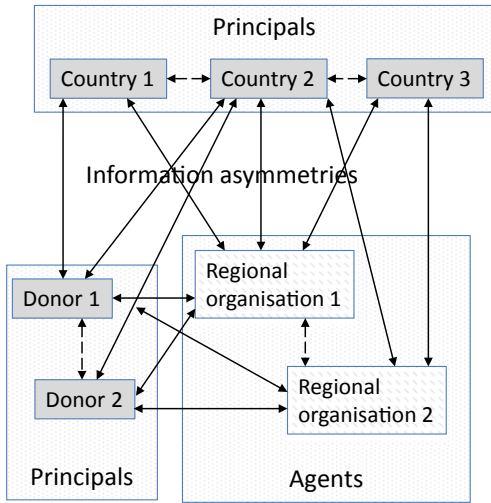 Principals
Country 1
Country 2
Country 3
Information asymmetries
Regional
organisation 1
Donor 1
Regional
organisation 2
Donor 2
Principals
Agents